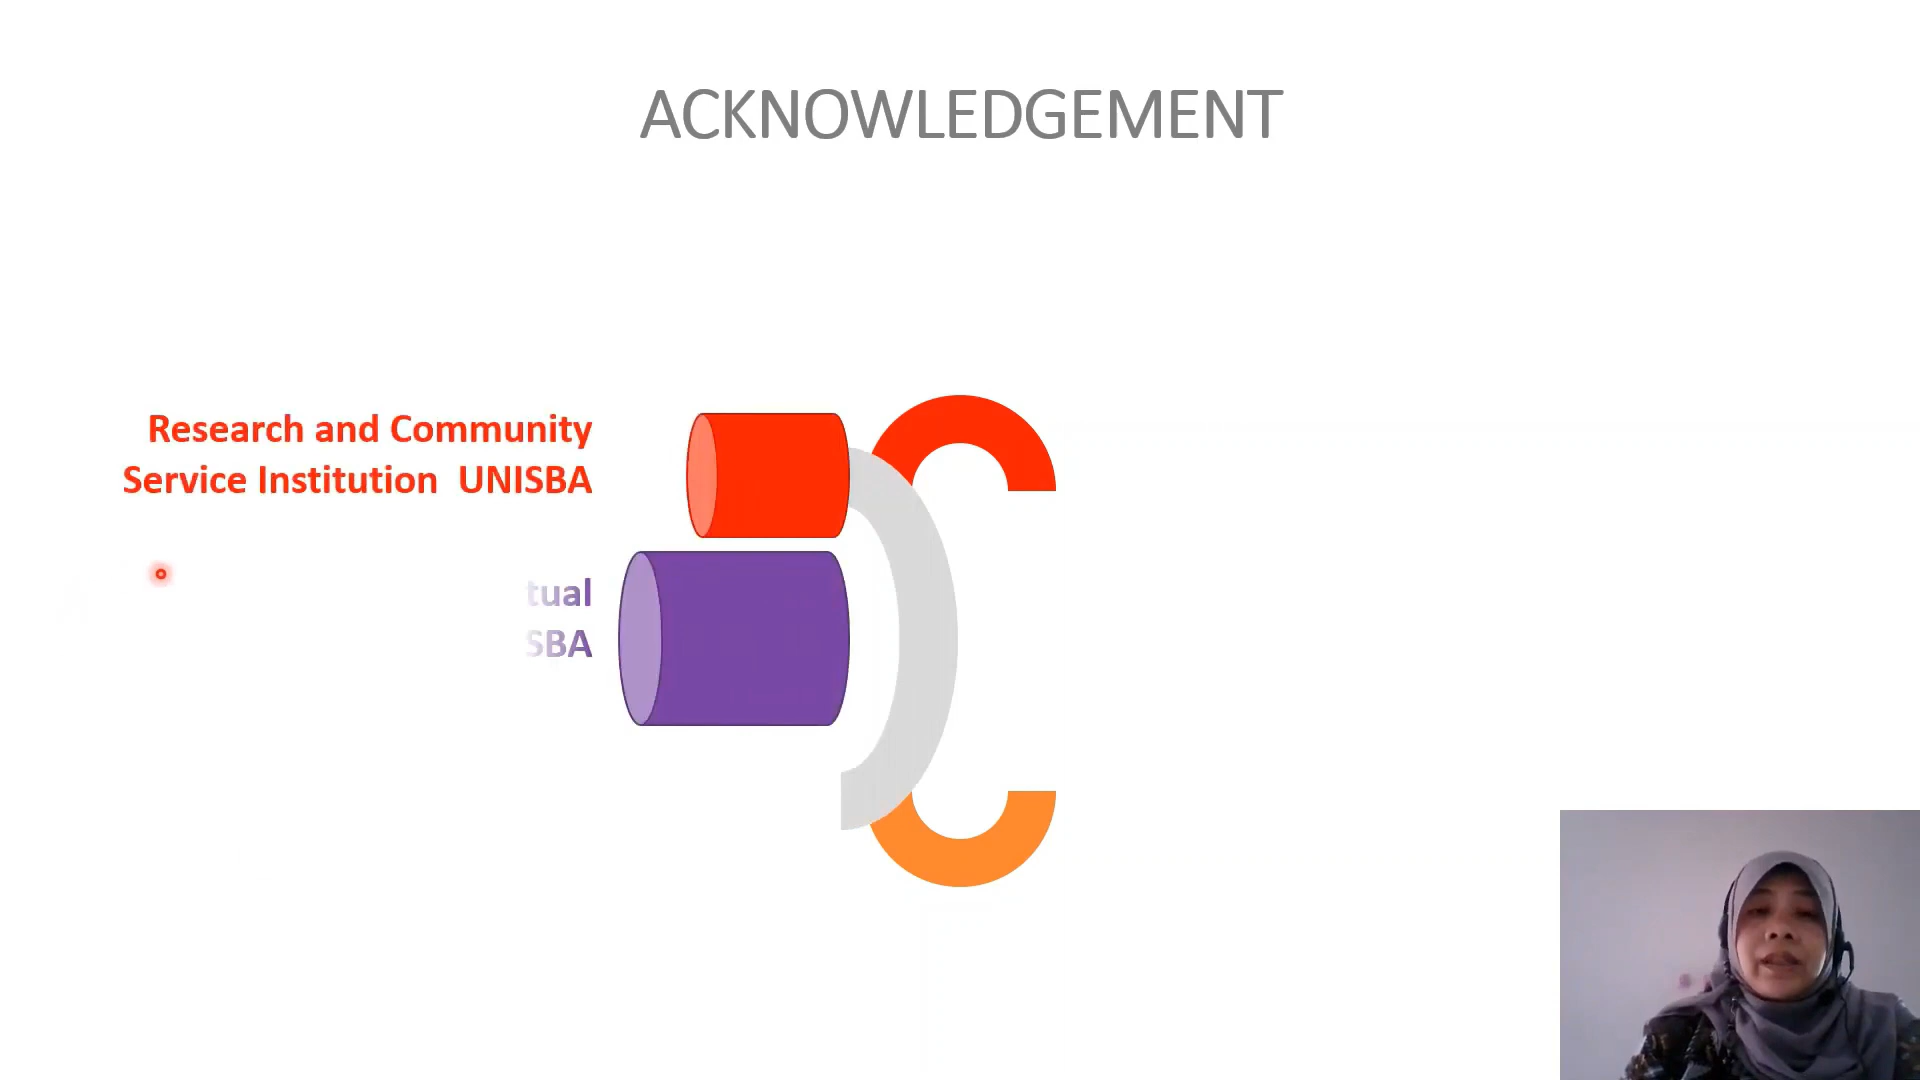 ACKNOWLEDGEMENT
Research and Community
Service Institution UNISBA
tual
SBA